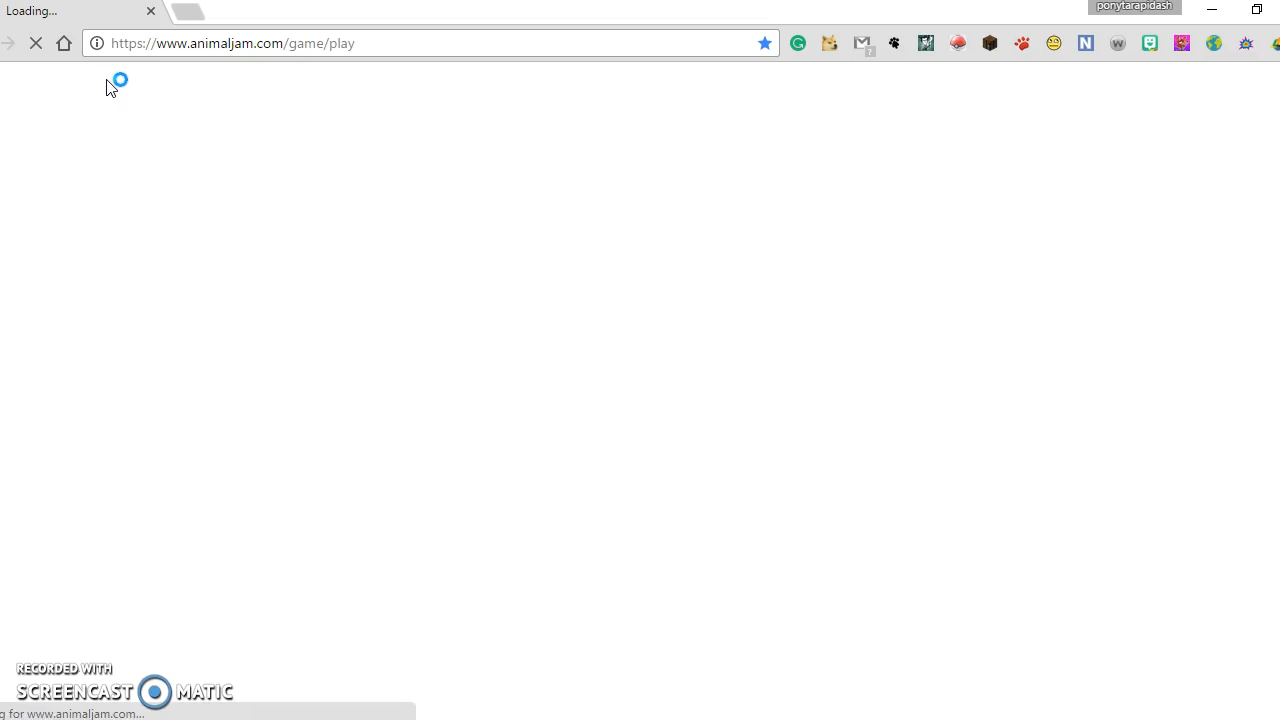 Loading...
ponytarapidash
https://www.animaljam.com/game/play
?
N
W
RECORDED WITH
SCREENCAST MATIC
g for www.animaljam.com...